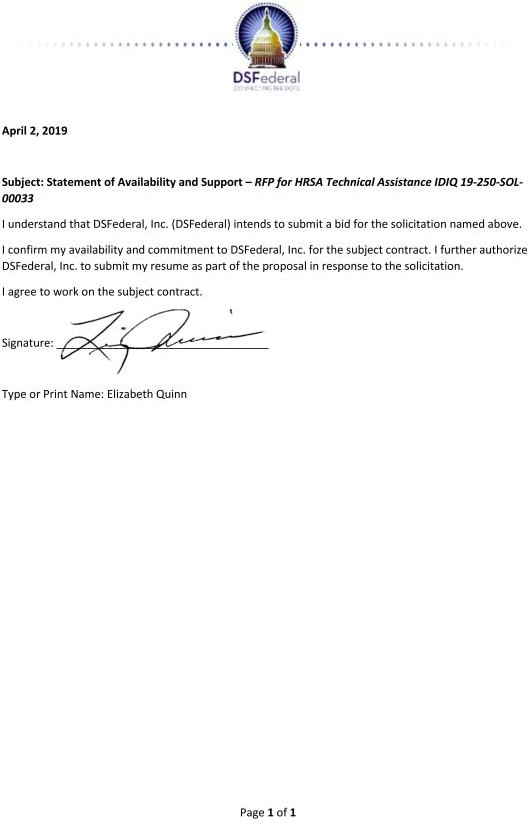 DSFederal
CONNECTING THE DOTS
April 2, 2019
Subject: Statement of Availability and Support – RFP for HRSA Technical Assistance IDIQ 19-250-SOL-
00033
I understand that DSFederal, Inc. (DSFederal) intends to submit a bid for the solicitation named above.
I confirm my availability and commitment to DSFederal, Inc. for the subject contract. I further authorize
DSFederal, Inc. to submit my resume as part of the proposal in response to the solicitation.
I agree to work on the subject contract.
Signature: Liz Quinn
Type or Print Name: Elizabeth Quinn
Page 1 of 1